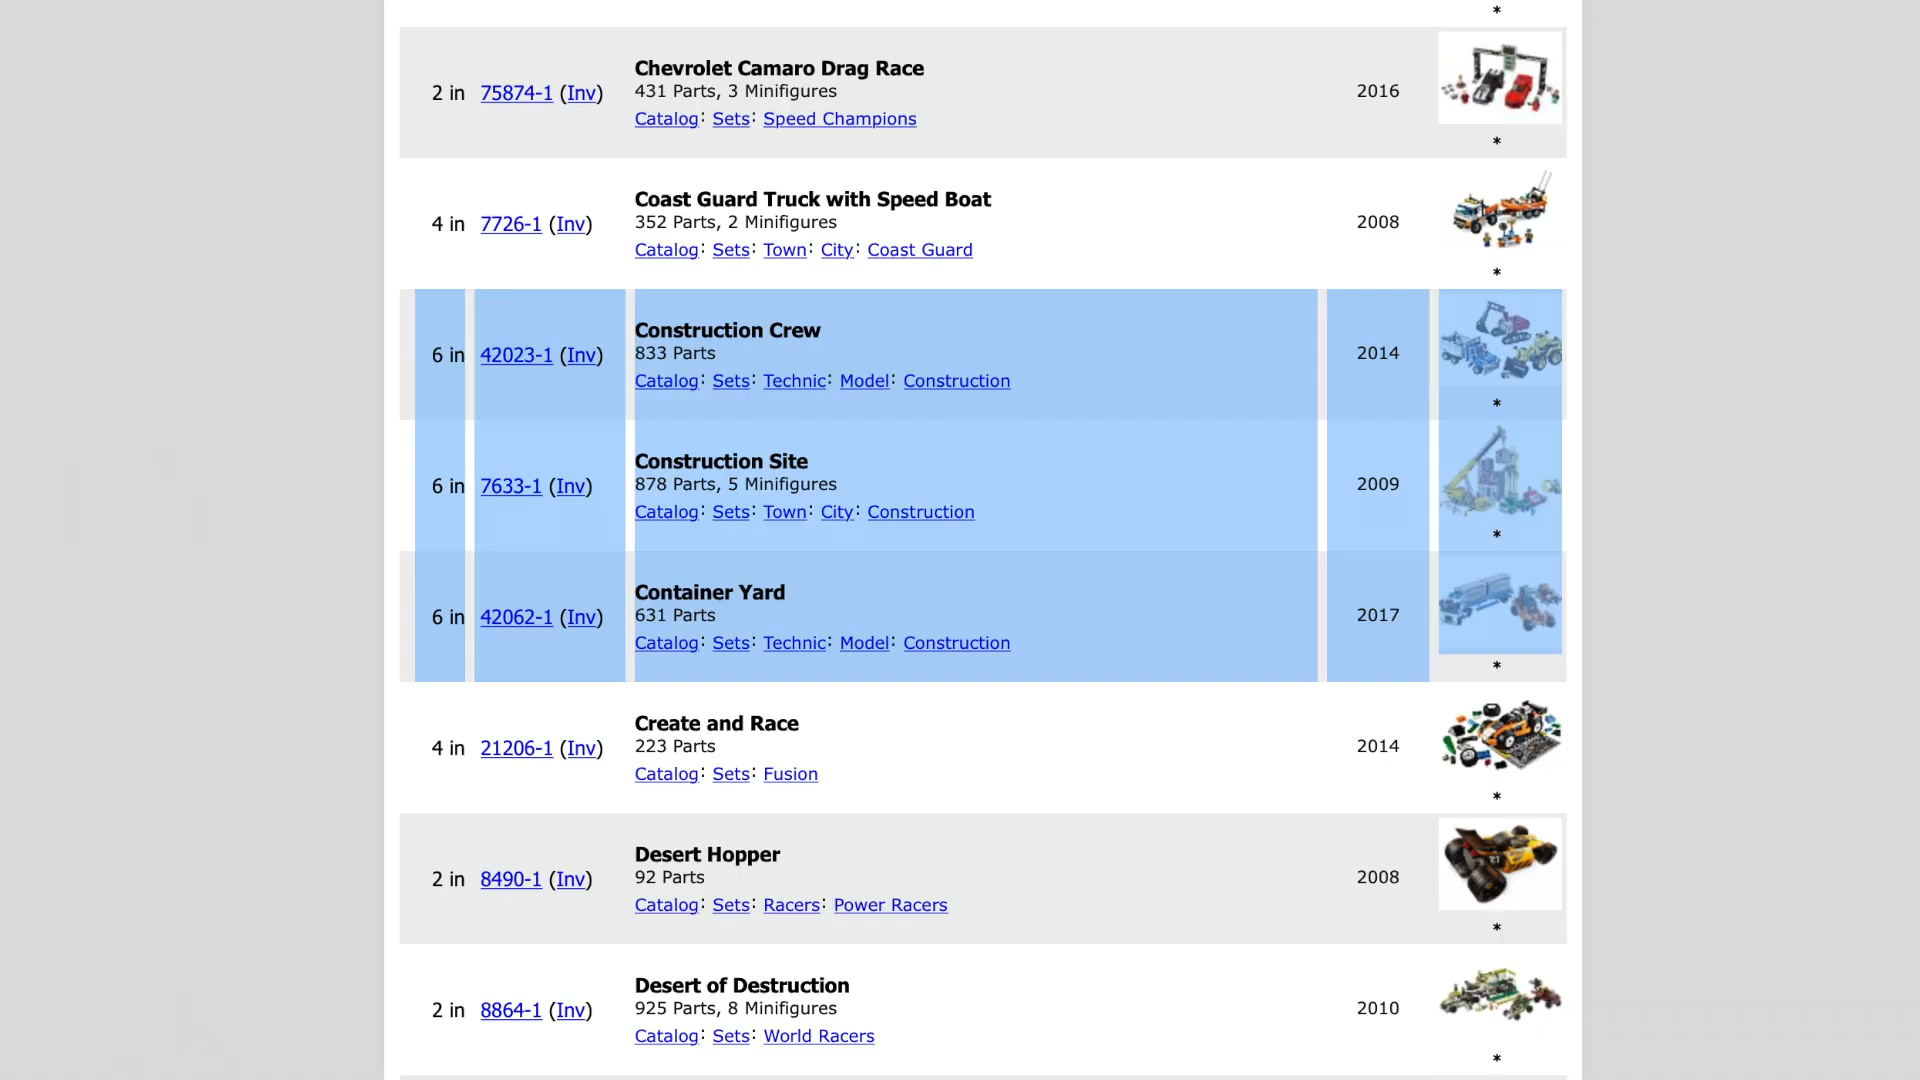 *
2 in 75874-1 (Inv)
Chevrolet Camaro Drag Race
431 Parts, 3 Minifigures
Catalog: Sets: Speed Champions
2016
*
4 in 7726-1 (Inv)
Coast Guard Truck with Speed Boat
352 Parts, 2 Minifigures
Catalog: Sets: Town: City: Coast Guard
2008
*
6 in 42023-1 (Inv)
Construction Crew
833 Parts
Catalog: Sets: Technic: Model: Construction
2014
*
6 in 7633-1 (Inv)
Construction Site
878 Parts, 5 Minifigures
Catalog: Sets: Town: City: Construction
2009
*
6 in 42062-1 (Inv)
Container Yard
631 Parts
Catalog: Sets: Technic: Model: Construction
2017
*
4 in 21206-1 (Inv)
Create and Race
223 Parts
Catalog: Sets: Fusion
2014
*
2 in 8490-1 (Inv)
Desert Hopper
92 Parts
Catalog: Sets: Racers: Power Racers
2008
*
2 in 8864-1 (Inv)
Desert of Destruction
925 Parts, 8 Minifigures
Catalog: Sets: World Racers
2010
*